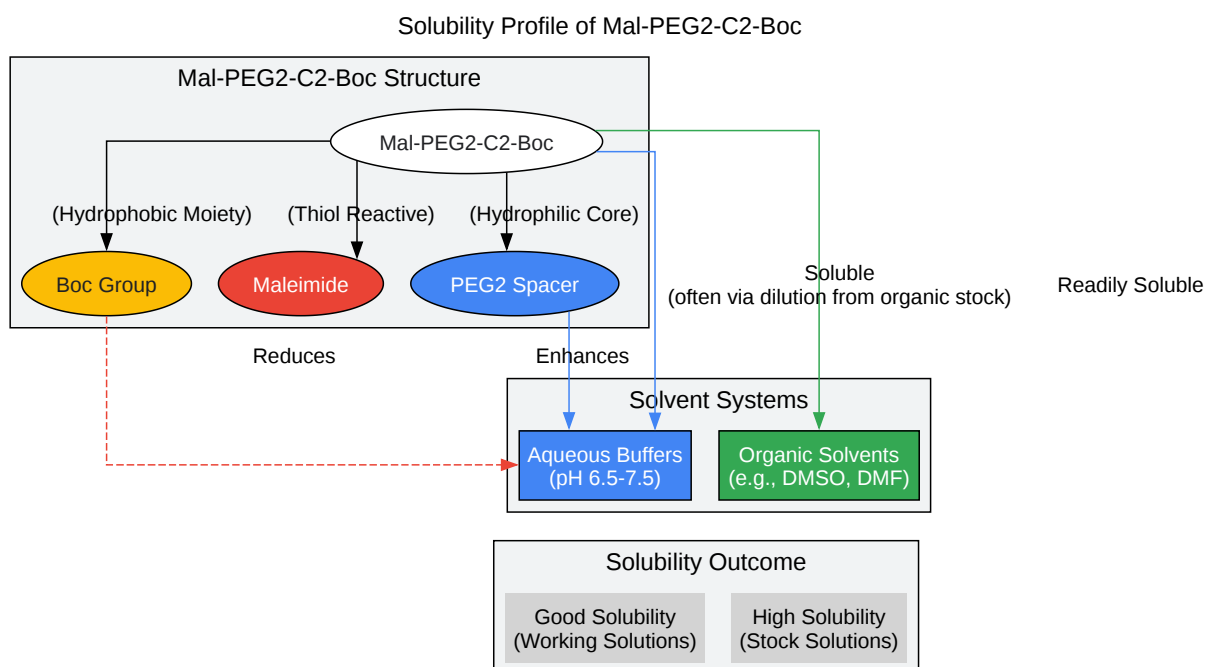 Solubility Profile of Mal-PEG2-C2-Boc
Mal-PEG2-C2-Boc Structure
Mal-PEG2-C2-Boc
(Hydrophobic Moiety)
(Thiol Reactive)
(Hydrophilic Core)
Boc Group
Maleimide
PEG2 Spacer
Soluble
(often via dilution from organic stock)
Readily Soluble
Reduces
Enhances
Solvent Systems
Aqueous Buffers
(pH 6.5-7.5)
Organic Solvents
(e.g., DMSO, DMF)
Solubility Outcome
Good Solubility
(Working Solutions)
High Solubility
(Stock Solutions)